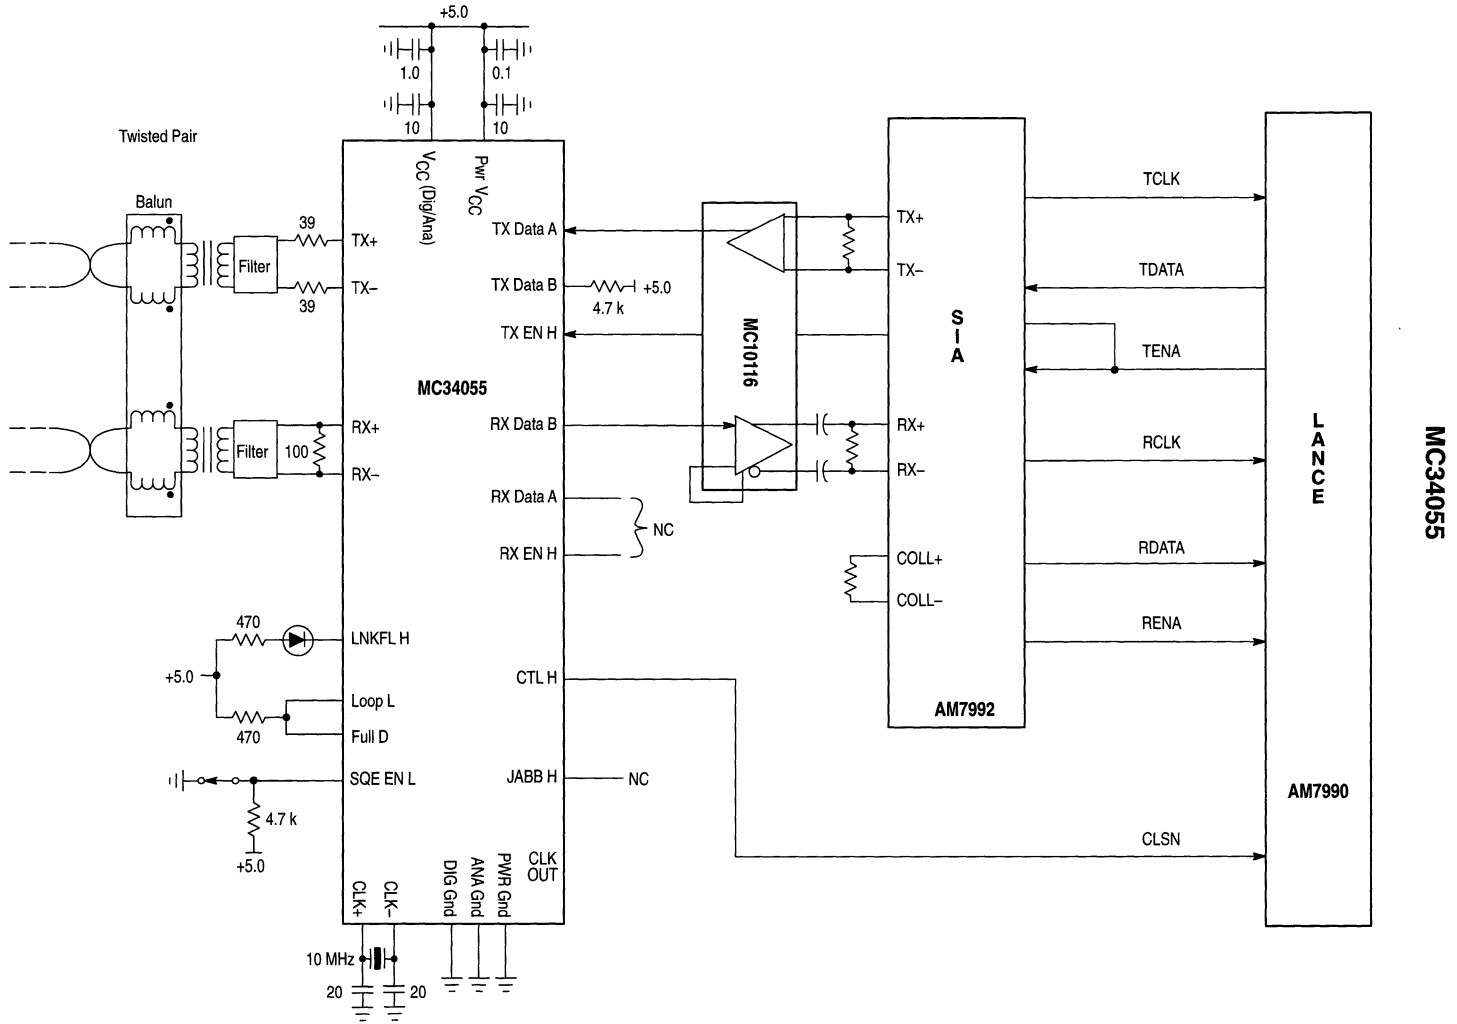 +5.0
1.0
0.1
10
10
Twisted Pair
Balun
39
39
Filter
TX+
TX–
VCC (Dig/Ana)
Pwr VCC
TX Data A
TX Data B
4.7 k
+5.0
TX EN H
MC34055
MC10116
TX+
TX–
SIA
TCLK
TDATA
TENA
RCLK
LANCE
MC34055
Filter
100
RX+
RX–
RX Data B
RX+
RX–
RX Data A
NC
RX EN H
COLL+
COLL–
RDATA
RENA
470
LNKFL H
+5.0
Loop L
470
Full D
CTL H
AM7992
SQE EN L
JABB H
NC
4.7 k
+5.0
AM7990
CLSN
CLK+
CLK–
DIG Gnd
ANA Gnd
PWR Gnd
CLK
OUT
10 MHz
20
20